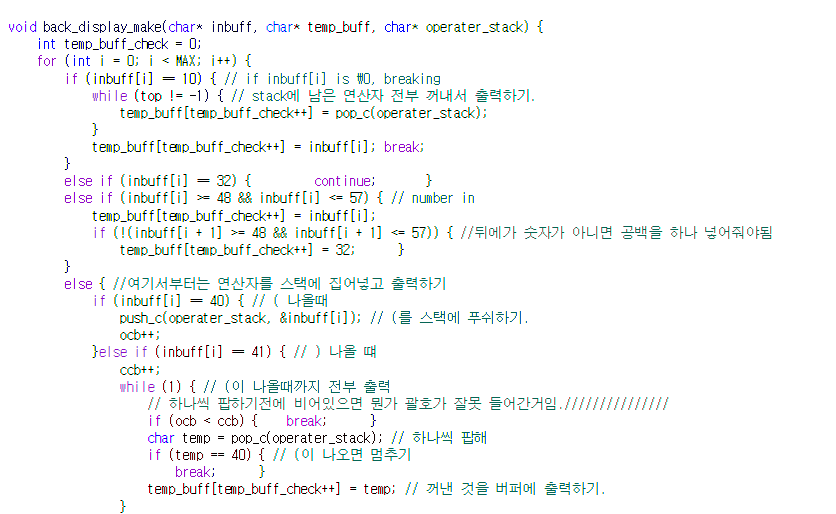 void back_display_make(char* inbuff, char* temp_buff, char* operater_stack) {
    int temp_buff_check = 0;
    for (int i = 0; i < MAX; i++) {
        if (inbuff[i] == 10) { // if inbuff[i] is ₩0, breaking
            while (top != -1) { // stack에 남은 연산자 전부 꺼내서 출력하기.
                temp_buff[temp_buff_check++] = pop_c(operater_stack);
            }
            temp_buff[temp_buff_check++] = inbuff[i]; break;
        }
        else if (inbuff[i] == 32) {         continue;       }
        else if (inbuff[i] >= 48 && inbuff[i] <= 57) { // number in
            temp_buff[temp_buff_check++] = inbuff[i];
            if (!(inbuff[i + 1] >= 48 && inbuff[i + 1] <= 57)) { //뒤에가 숫자가 아니면 공백을 하나 넣어줘야됨
                temp_buff[temp_buff_check++] = 32;      }
        }
        else { //여기서부터는 연산자를 스택에 집어넣고 출력하기
            if (inbuff[i] == 40) { // ( 나올때
                push_c(operater_stack, &inbuff[i]); // (를 스택에 푸쉬하기.
                ocb++;
            }else if (inbuff[i] == 41) { // ) 나올 떄
                ccb++;
                while (1) { // (이 나올때까지 전부 출력
                    // 하나씩 팝하기전에 비어있으면 뭔가 괄호가 잘못 들어간거임.///////////////
                    if (ocb < ccb) {    break;      }
                    char temp = pop_c(operater_stack); // 하나씩 팝해
                    if (temp == 40) { // (이 나오면 멈추기
                        break;      }
                    temp_buff[temp_buff_check++] = temp; // 꺼낸 것을 버퍼에 출력하기.
                }